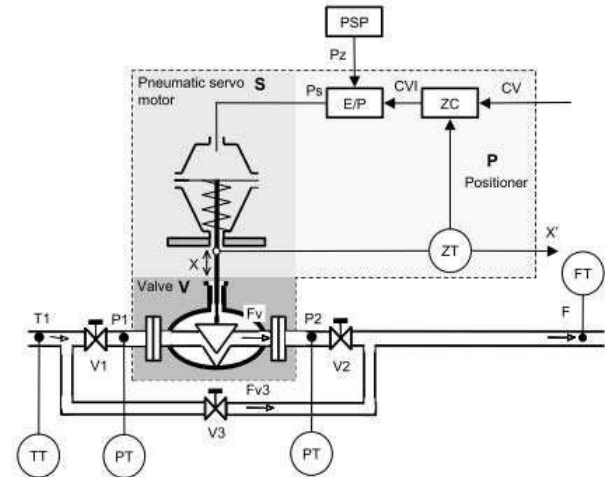 PSP
Pz
Pneumatic servo S
motor
Ps
E/P
CVI
ZC
CV
P
Positioner
ZT
X'
X
FT
Valve V
T1
P1
Fv
P2
F
V1
V2
Fv3
V3
TT
PT
PT